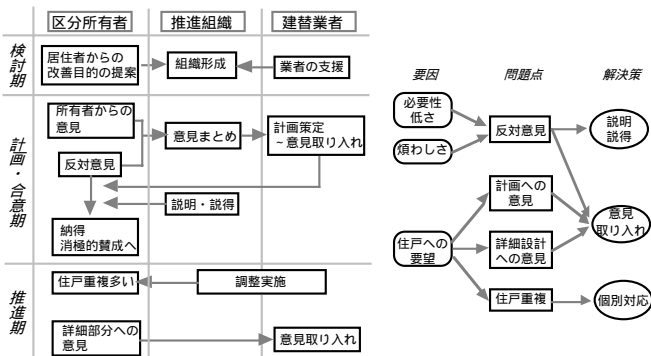 区分所有者
推進組織
建替業者
検討期
居住者からの
改善目的の提案
組織形成
業者の支援
計画・合意期
所有者からの
意見
意見まとめ
計画策定
～意見取り入れ
反対意見
説明・説得
納得
消極的賛成へ
推進期
住戸重複多い
調整実施
詳細部分への
意見
意見取り入れ
要因
問題点
解決策
必要性
低さ
煩わしさ
反対意見
説明
説得
計画への
意見
意見
取り入れ
住戸への
要望
詳細設計
への意見
住戸重複
個別対応